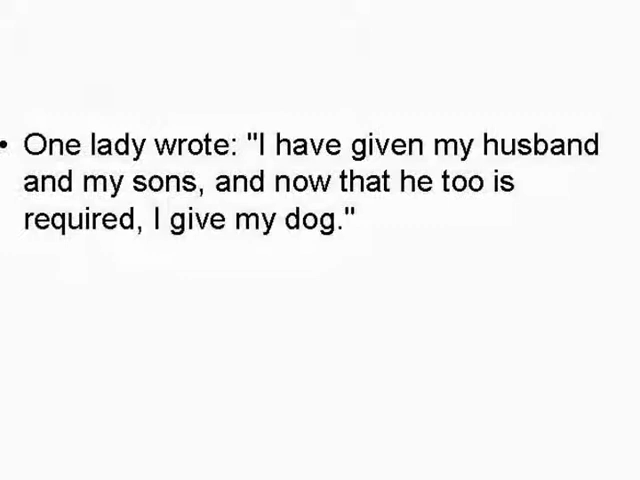 • One lady wrote: "I have given my husband
and my sons, and now that he too is
required, I give my dog."